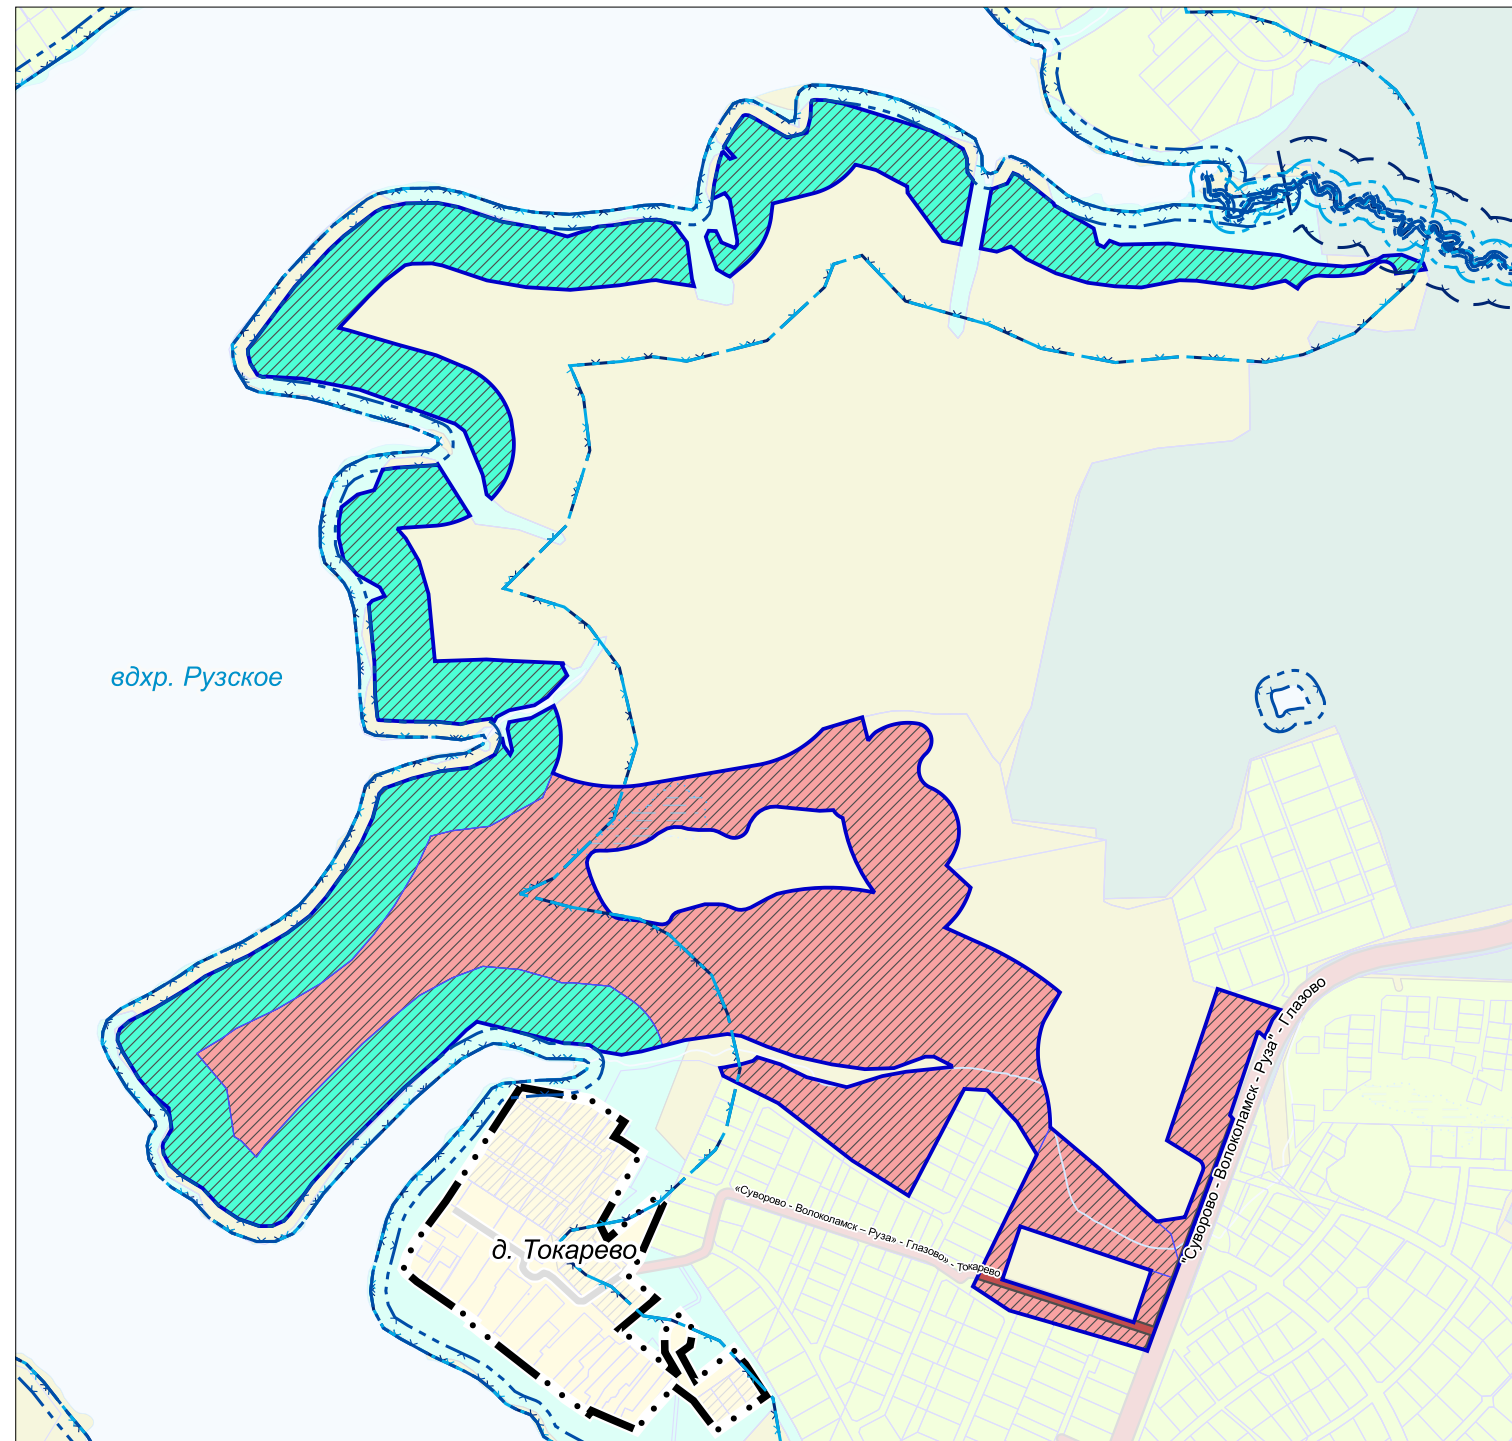 вдхр. Рузское
"Суворово - Волоколамск - Руза" - Глазово
«Суворово - Волоколамск – Руза» - Глазово» - Токарево
д. Токарево